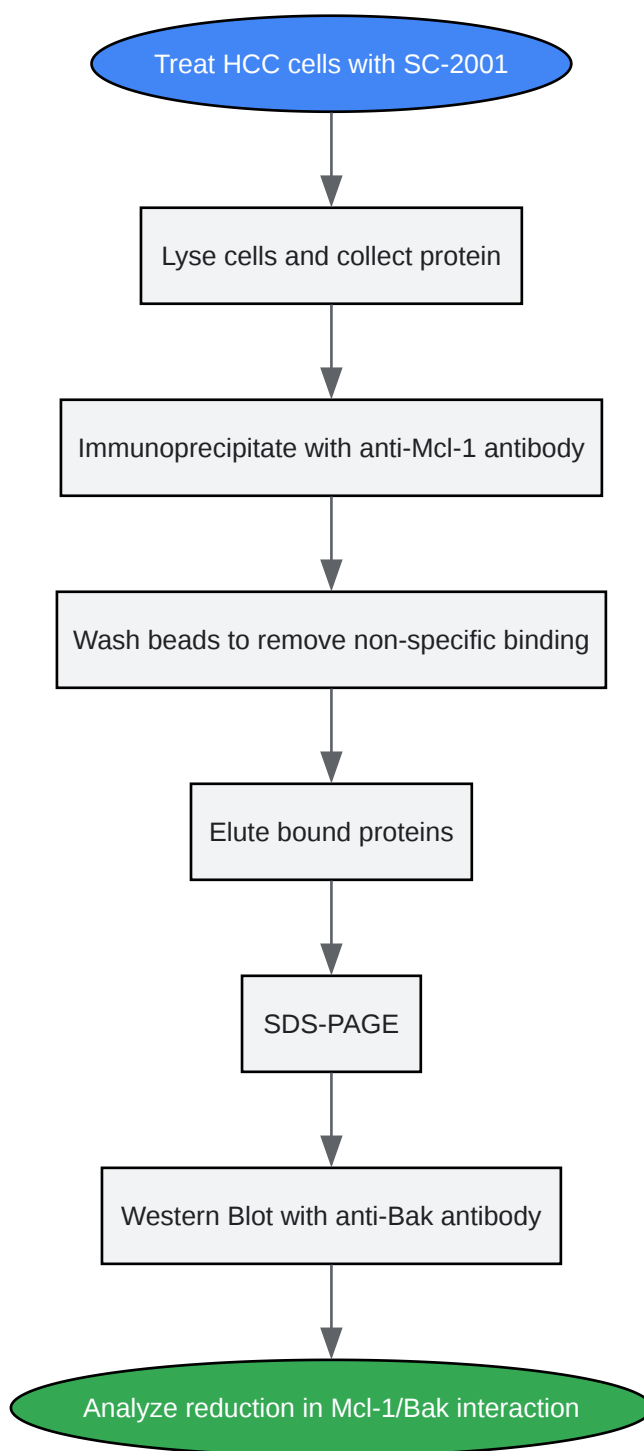 Treat HCC cells with SC-2001
Lyse cells and collect protein
Immunoprecipitate with anti-Mcl-1 antibody
Wash beads to remove non-specific binding
Elute bound proteins
SDS-PAGE
Western Blot with anti-Bak antibody
Analyze reduction in Mcl-1/Bak interaction